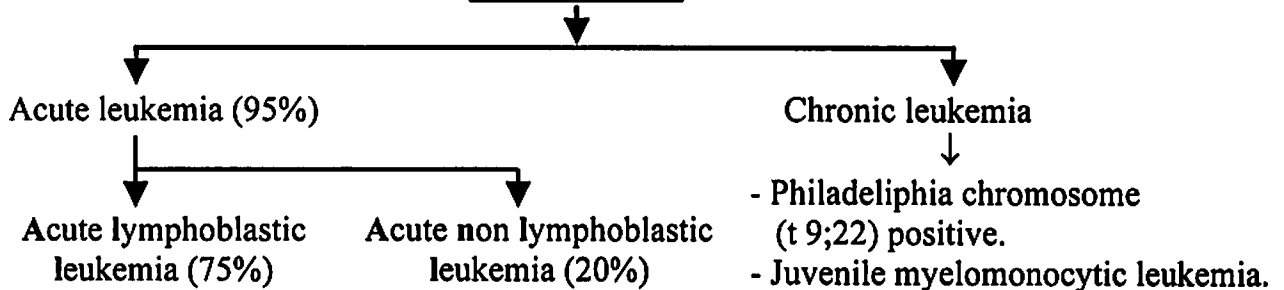 Acute leukemia (95%)
Chronic leukemia
Acute lymphoblastic
leukemia (75%)
Acute non lymphoblastic
leukemia (20%)
- Philadeliphia chromosome
(t 9;22) positive.
- Juvenile myelomonocytic leukemia.